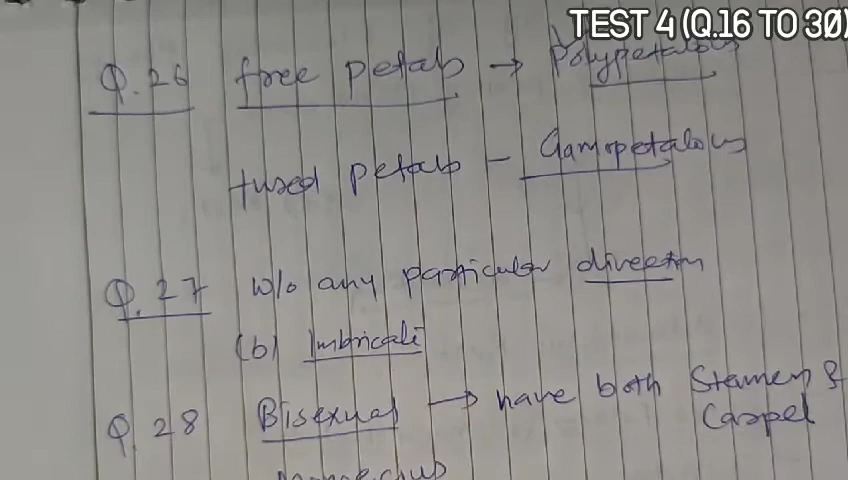 TEST 4 (Q.16 TO 30)
Q.26 free petals → Polypetalous
fused petals – Gamopetalous
Q.27 w/o any particular direction
(b) Imbricate
Q.28 Bisexual → have both Stamen &
Carpel